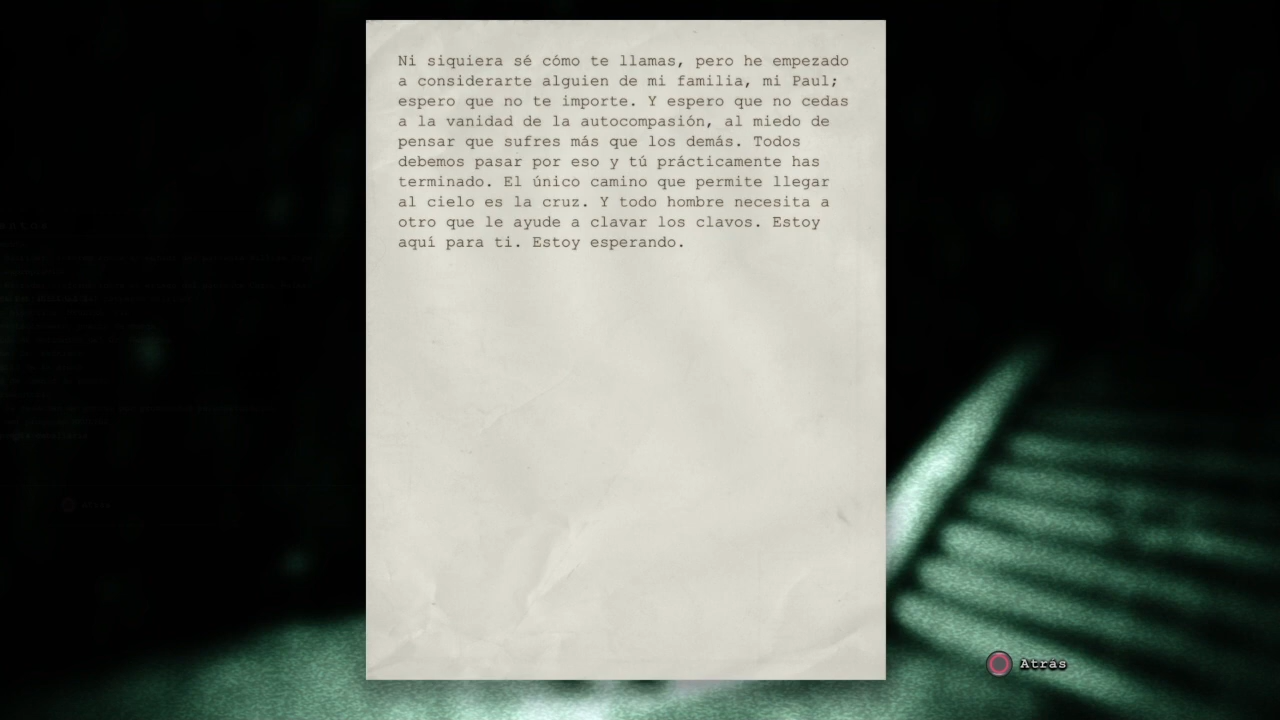 Ni siquiera sé cómo te llamas, pero he empezado
a considerarte alguien de mi familia, mi Paul;
espero que no te importe. Y espero que no cedas
a la vanidad de la autocompasión, al miedo de
pensar que sufres más que los demás. Todos
debemos pasar por eso y tú prácticamente has
terminado. El único camino que permite llegar
al cielo es la cruz. Y todo hombre necesita a
otro que le ayude a clavar los clavos. Estoy
aquí para ti. Estoy esperando.
Atrás